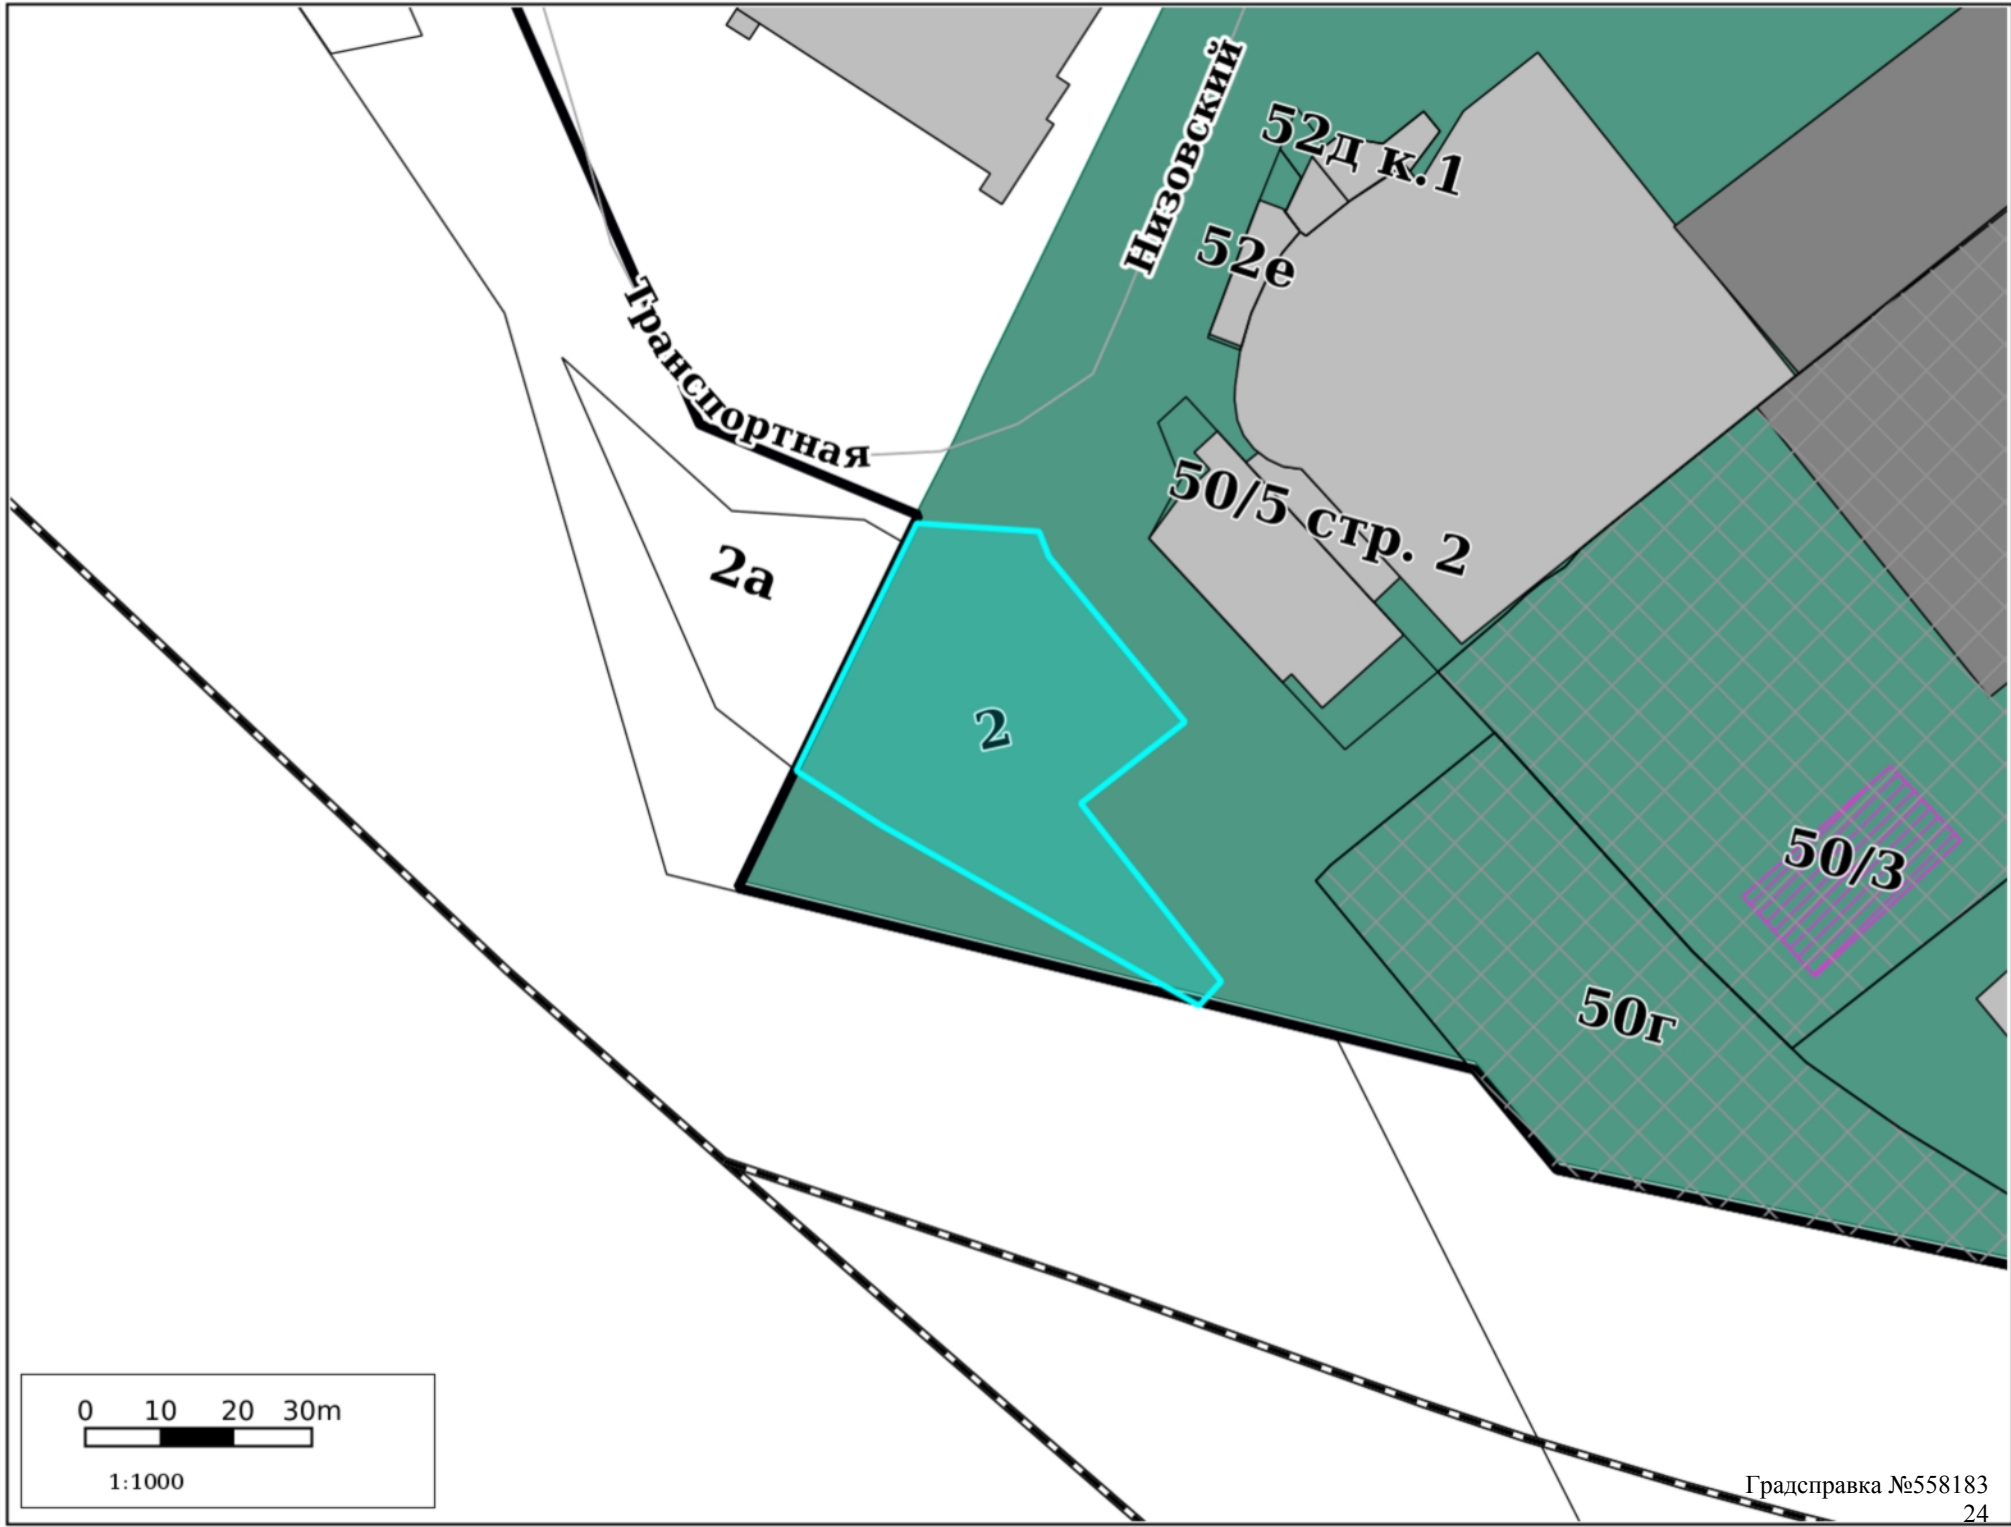 Низовский
52д к.1
52е
Транспортная
50/5 стр. 2
2а
2
50/3
50г
0 10 20 30m
1:1000
Градсправка №558183
24